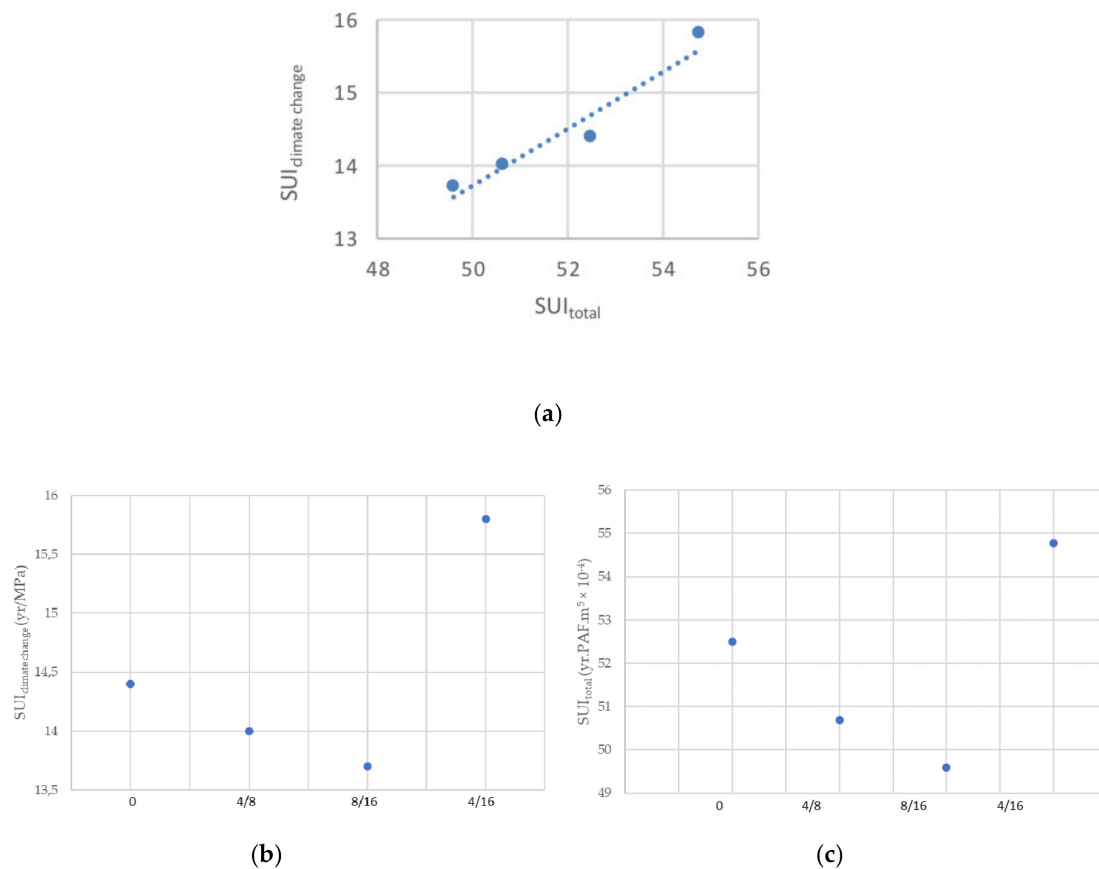 16
15
14
13
SUIclimate change
48 50 52 54 56
SUItotal
(a)
16
15,5
15
14,5
14
13,5
SUIclimate change (yr/MPa)
0 4/8 8/16 4/16
(b)
56
55
54
53
52
51
50
49
SUItotal (yr.PAF.m⁵ × 10⁻⁴)
0 4/8 8/16 4/16
(c)